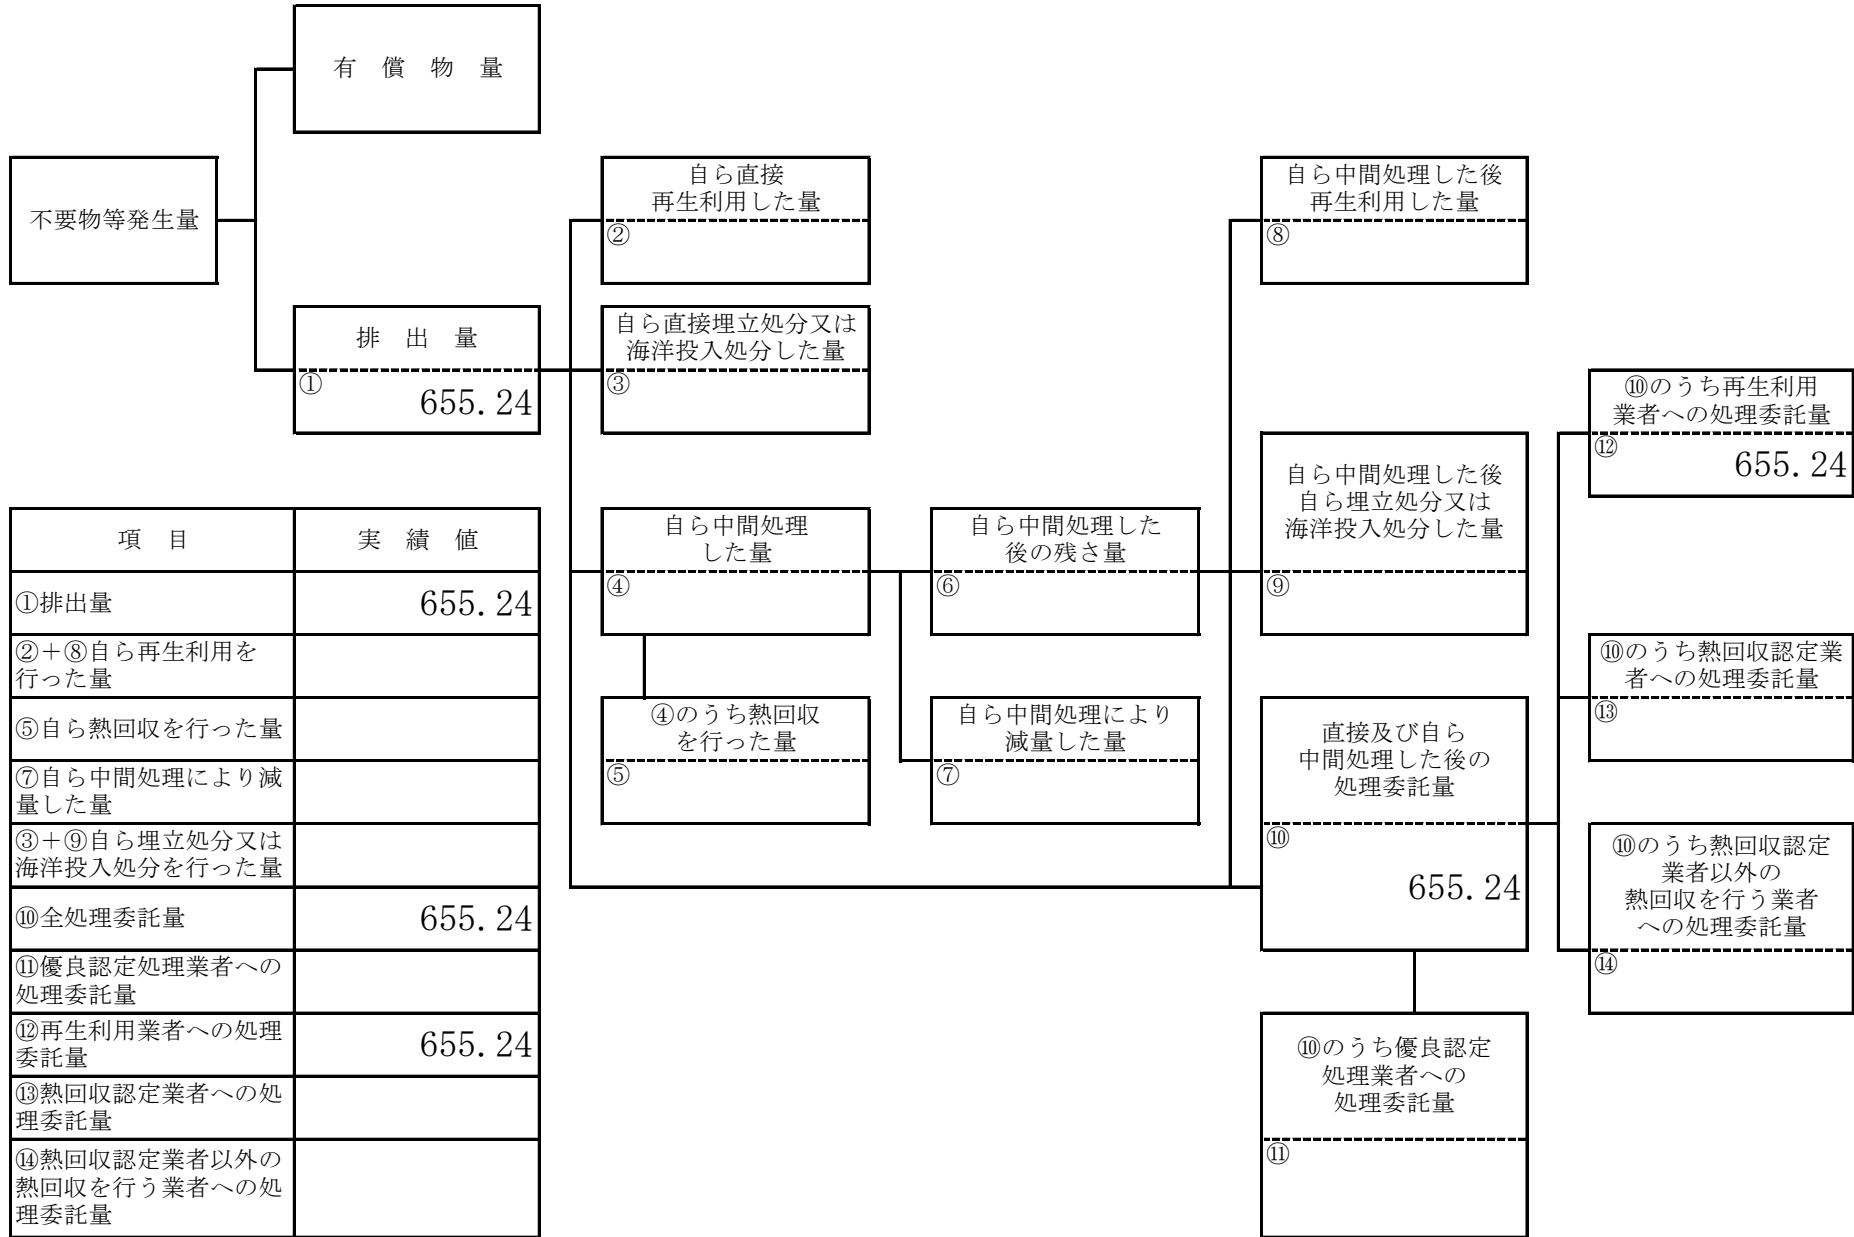 有 償 物 量
不要物等発生量
排 出 量
①
655.24
自ら直接
再生利用した量
②
自ら直接埋立処分又は
海洋投入処分した量
③
自ら中間処理
した量
④
④のうち熱回収
を行った量
⑤
自ら中間処理した
後の残さ量
⑥
自ら中間処理により
減量した量
⑦
自ら中間処理した後
再生利用した量
⑧
自ら中間処理した後
自ら埋立処分又は
海洋投入処分した量
⑨
直接及び自ら
中間処理した後の
処理委託量
⑩
655.24
⑩のうち優良認定
処理業者への
処理委託量
⑪
⑩のうち再生利用
業者への処理委託量
⑫
655.24
⑩のうち熱回収認定業
者への処理委託量
⑬
⑩のうち熱回収認定
業者以外の
熱回収を行う業者
への処理委託量
⑭
項 目 実 績 値
①排出量 655.24
②+⑧自ら再生利用を
行った量
⑤自ら熱回収を行った量
⑦自ら中間処理により減
量した量
③+⑨自ら埋立処分又は
海洋投入処分を行った量
⑩全処理委託量 655.24
⑪優良認定処理業者への
処理委託量
⑫再生利用業者への処理
委託量 655.24
⑬熱回収認定業者への処
理委託量
⑭熱回収認定業者以外の
熱回収を行う業者への処
理委託量